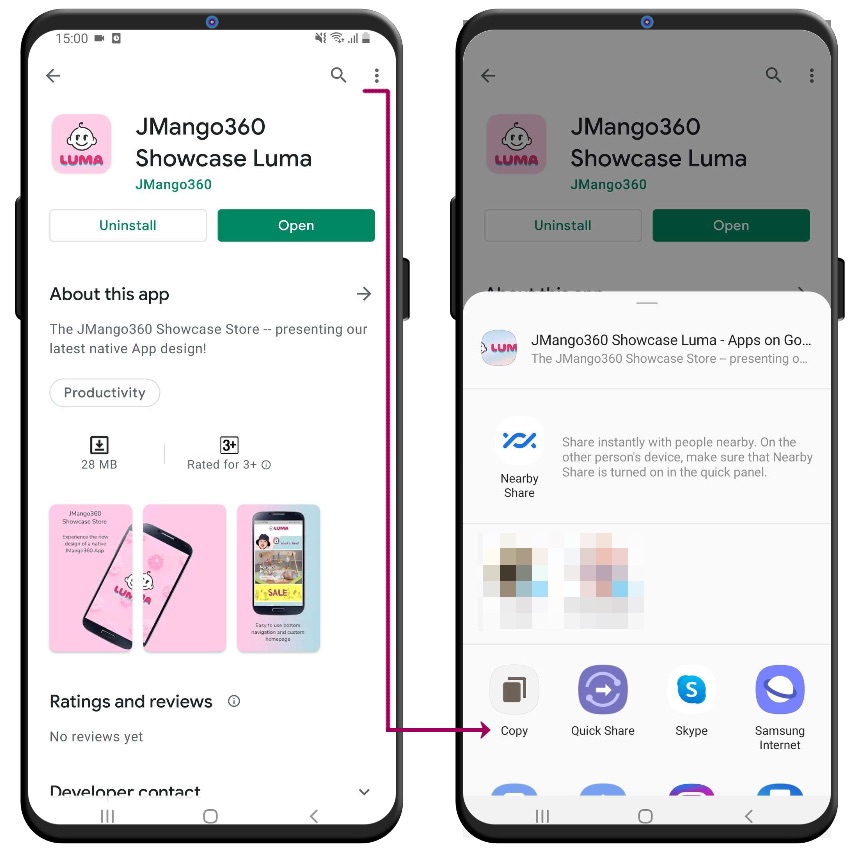 15:00
JMango360
Showcase Luma
LUMA
JMango360
Uninstall
Open
About this app
The JMango360 Showcase Store -- presenting our
latest native App design!
Productivity
3+
28 MB
Rated for 3+
JMango360
Showcase Store
Experience the new
design of a native
JMango360 App
LUMA
LUMA
SALE
Easy to use bottom
navigation and custom
homepage
Ratings and reviews
No reviews yet
Developer contact
JMango360
Showcase Luma
LUMA
JMango360
Uninstall
Open
About this app
JMango360 Showcase Luma - Apps on Go...
LUM
The JMango360 Showcase Store -- presenting o...
Share instantly with people nearby. On the
other person's device, make sure that Nearby
Share is turned on in the quick panel.
Nearby
Share
Copy
Quick Share
Skype
Samsung
Internet